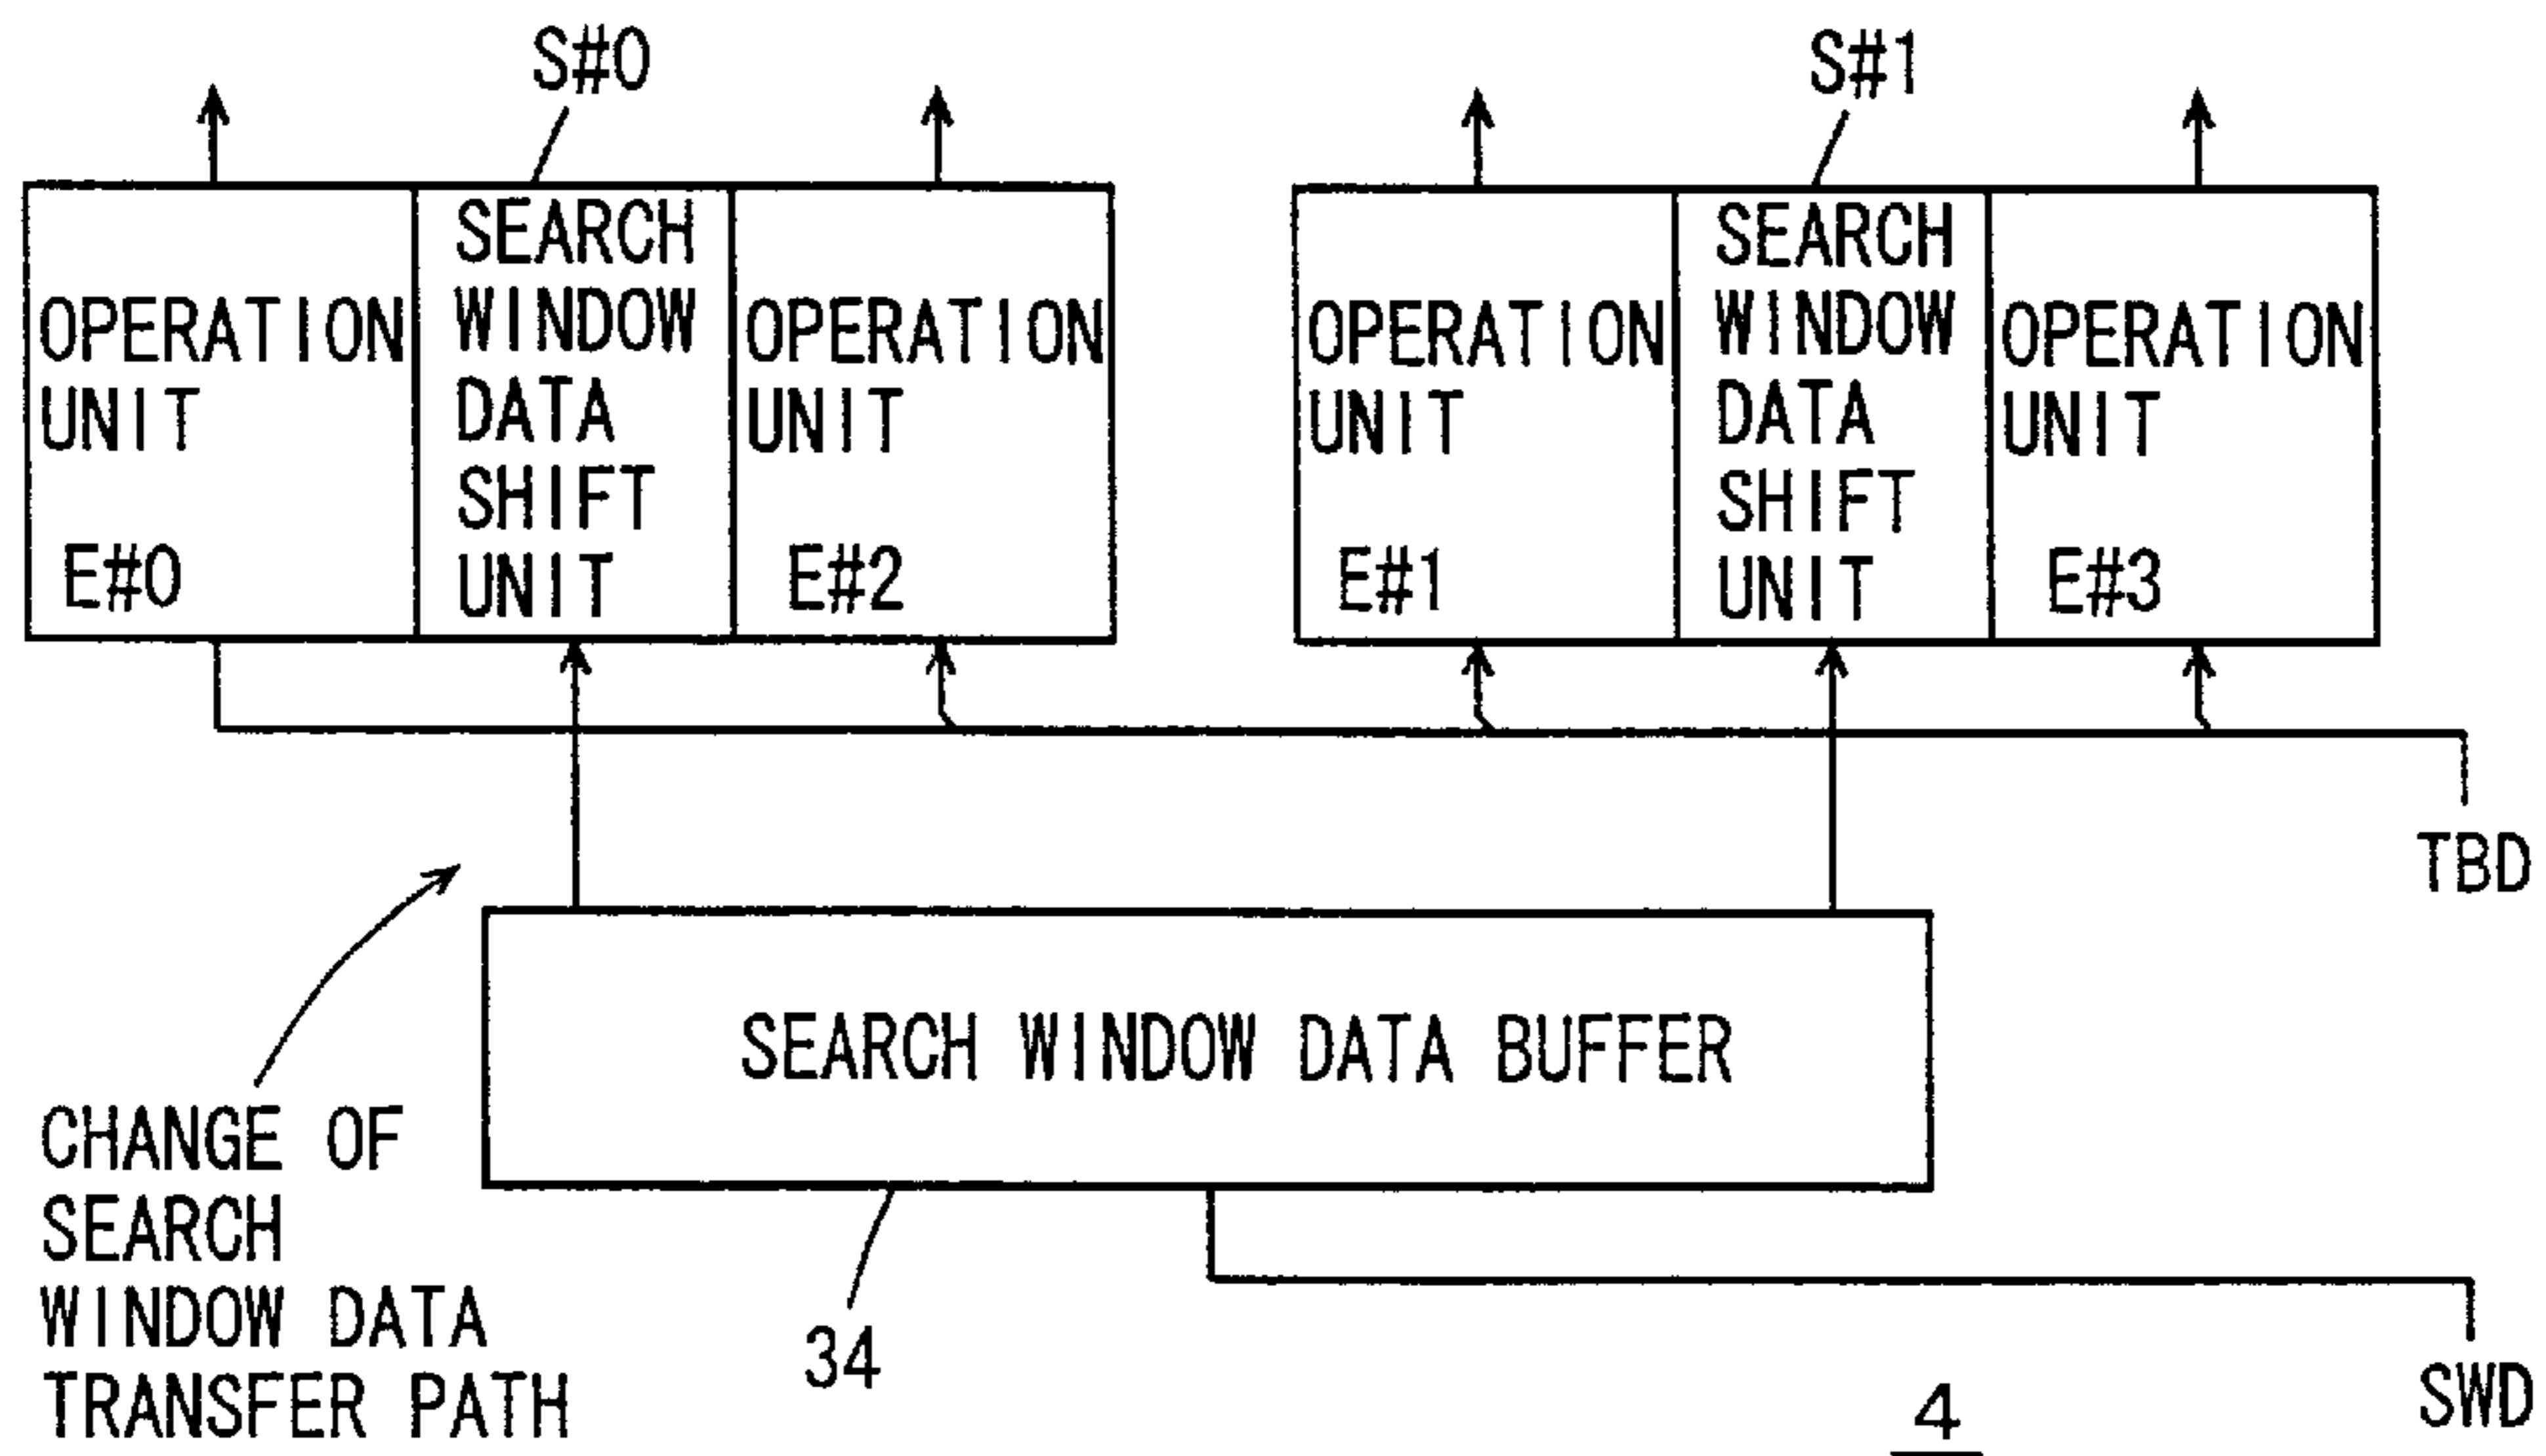 S#0
S#1
OPERATION
UNIT
E#0
SEARCH
WINDOW
DATA
SHIFT
UNIT
OPERATION
UNIT
E#2
OPERATION
UNIT
E#1
SEARCH
WINDOW
DATA
SHIFT
UNIT
OPERATION
UNIT
E#3
TBD
SEARCH WINDOW DATA BUFFER
CHANGE OF
SEARCH
WINDOW DATA
TRANSFER PATH
34
SWD
4